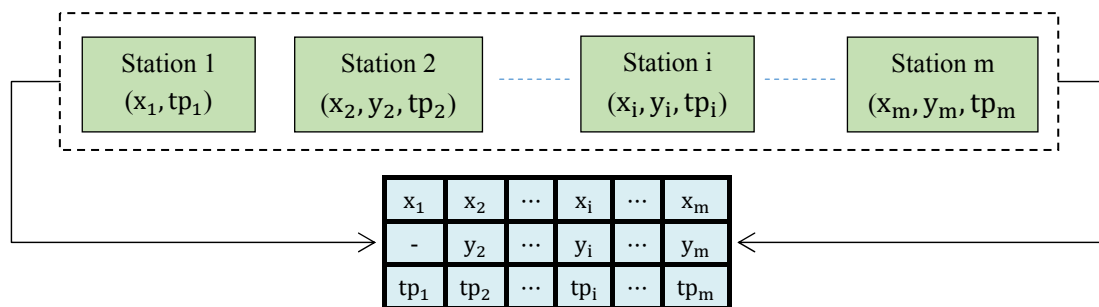 Station 1
(x₁, tp₁)
Station 2
(x₂, y₂, tp₂)
Station i
(xᵢ, yᵢ, tpᵢ)
Station m
(xₘ, yₘ, tpₘ
x₁ x₂ ⋯ xᵢ ⋯ xₘ
- y₂ ⋯ yᵢ ⋯ yₘ
tp₁ tp₂ ⋯ tpᵢ ⋯ tpₘ